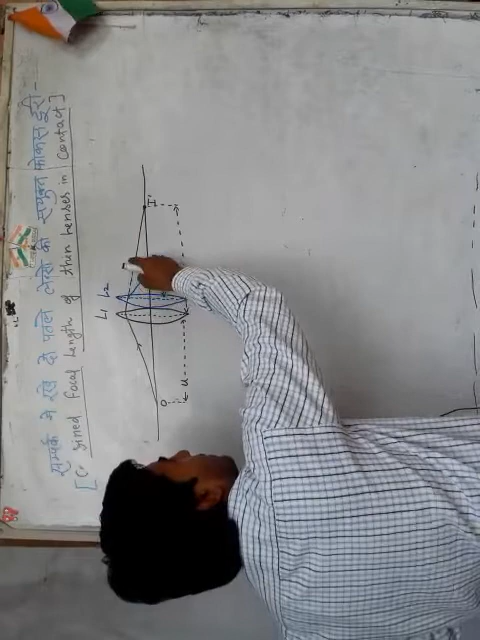 सम्पर्क में रखे दो पतले लेन्सों की संयुक्त फोकस दूरी -
[ Co bined Focal Length of thin lenses in Contact ]
L1 L2
O I'
u